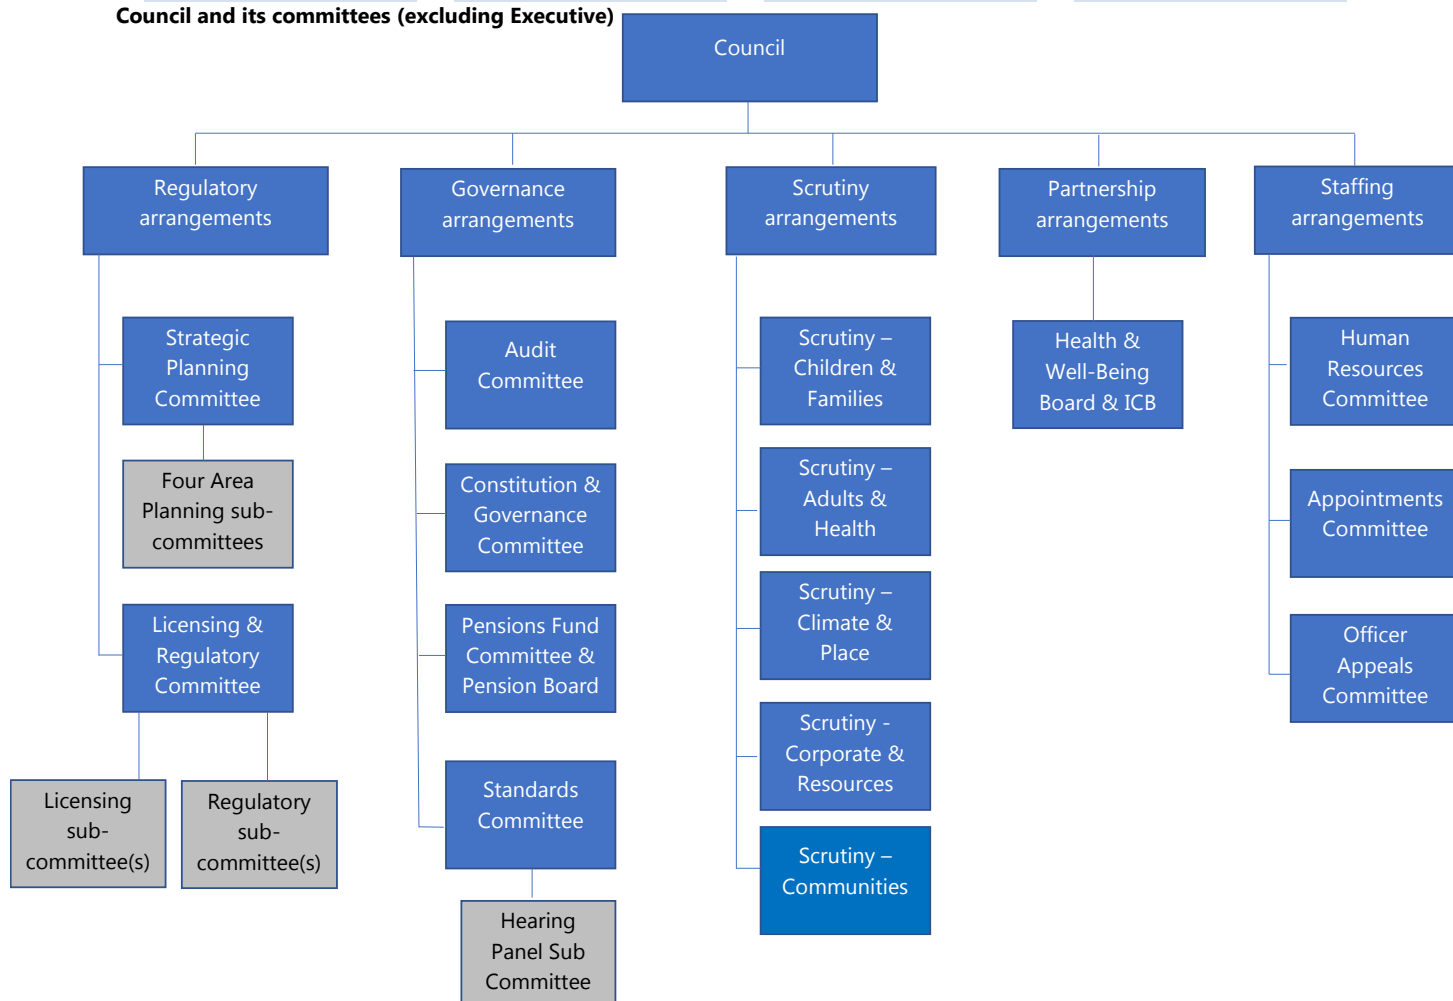 Council and its committees (excluding Executive)
Council
Regulatory
arrangements
Governance
arrangements
Scrutiny
arrangements
Partnership
arrangements
Staffing
arrangements
Strategic
Planning
Committee
Four Area
Planning sub-
committees
Licensing &
Regulatory
Committee
Licensing
sub-
committee(s)
Regulatory
sub-
committee(s)
Audit
Committee
Constitution &
Governance
Committee
Pensions Fund
Committee &
Pension Board
Standards
Committee
Hearing
Panel Sub
Committee
Scrutiny –
Children &
Families
Scrutiny –
Adults &
Health
Scrutiny –
Climate &
Place
Scrutiny -
Corporate &
Resources
Scrutiny –
Communities
Health &
Well-Being
Board & ICB
Human
Resources
Committee
Appointments
Committee
Officer
Appeals
Committee